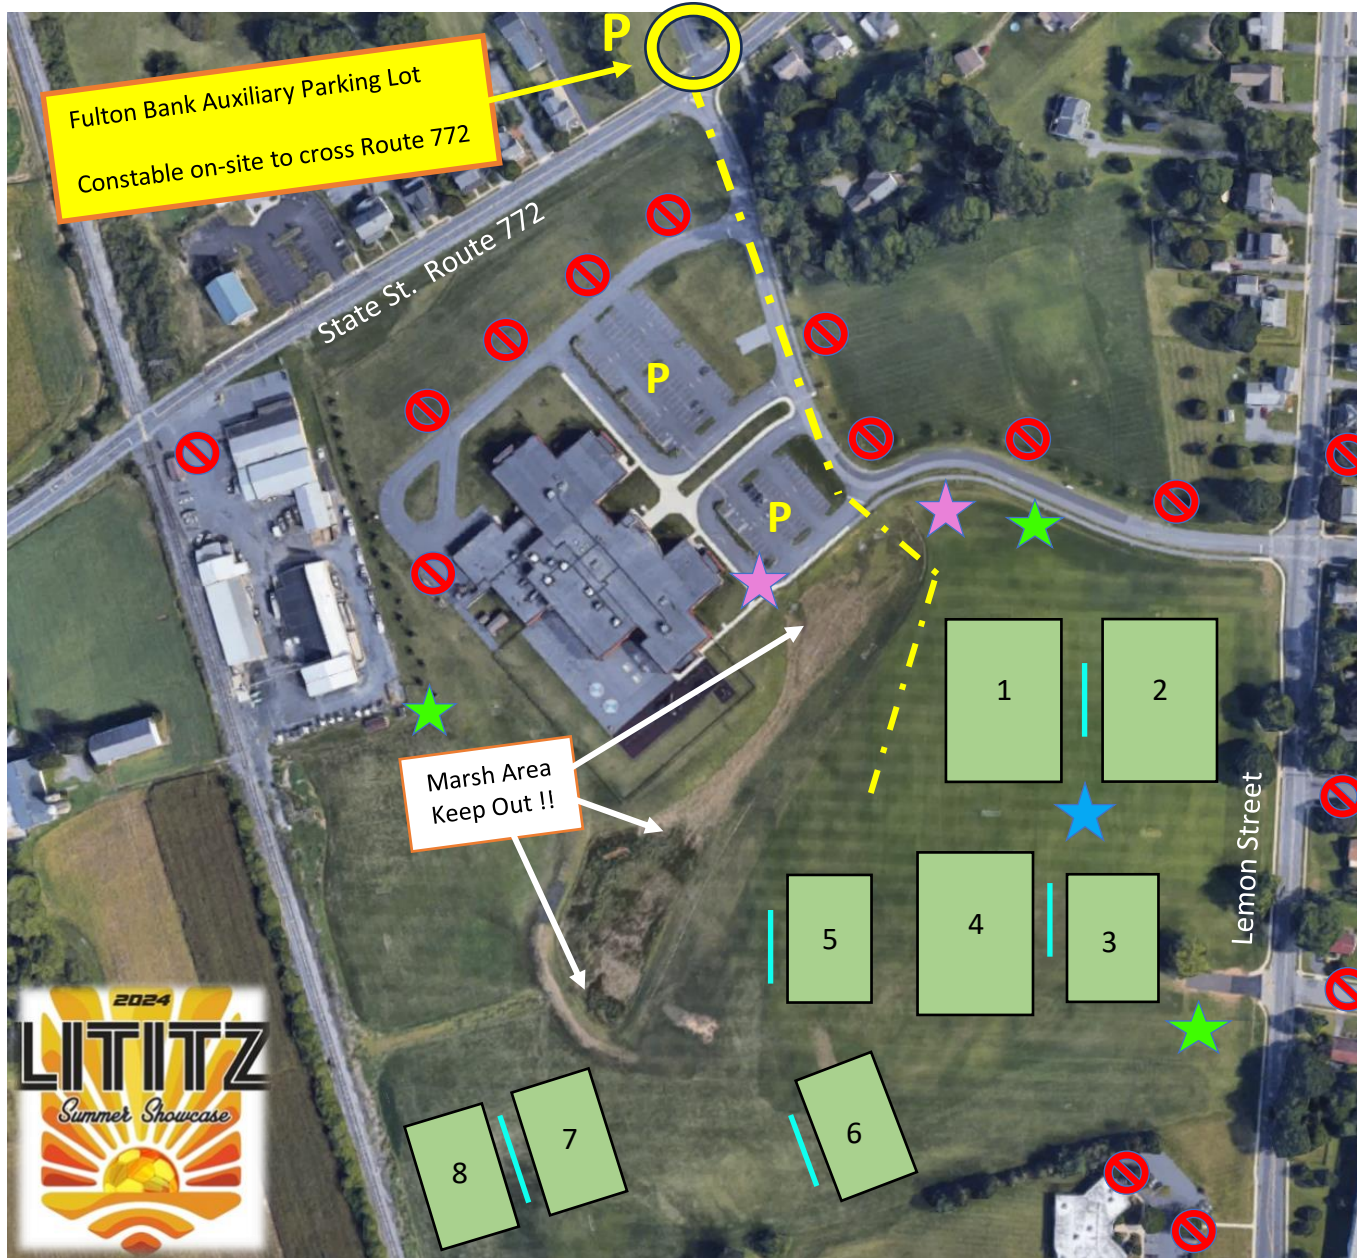 P
Fulton Bank Auxiliary Parking Lot
Constable on-site to cross Route 772
State St. Route 772
P
P
1
2
Marsh Area
Keep Out !!
Lemon Street
5
4
3
2024
LITITZ
Summer Showcase
8
7
6